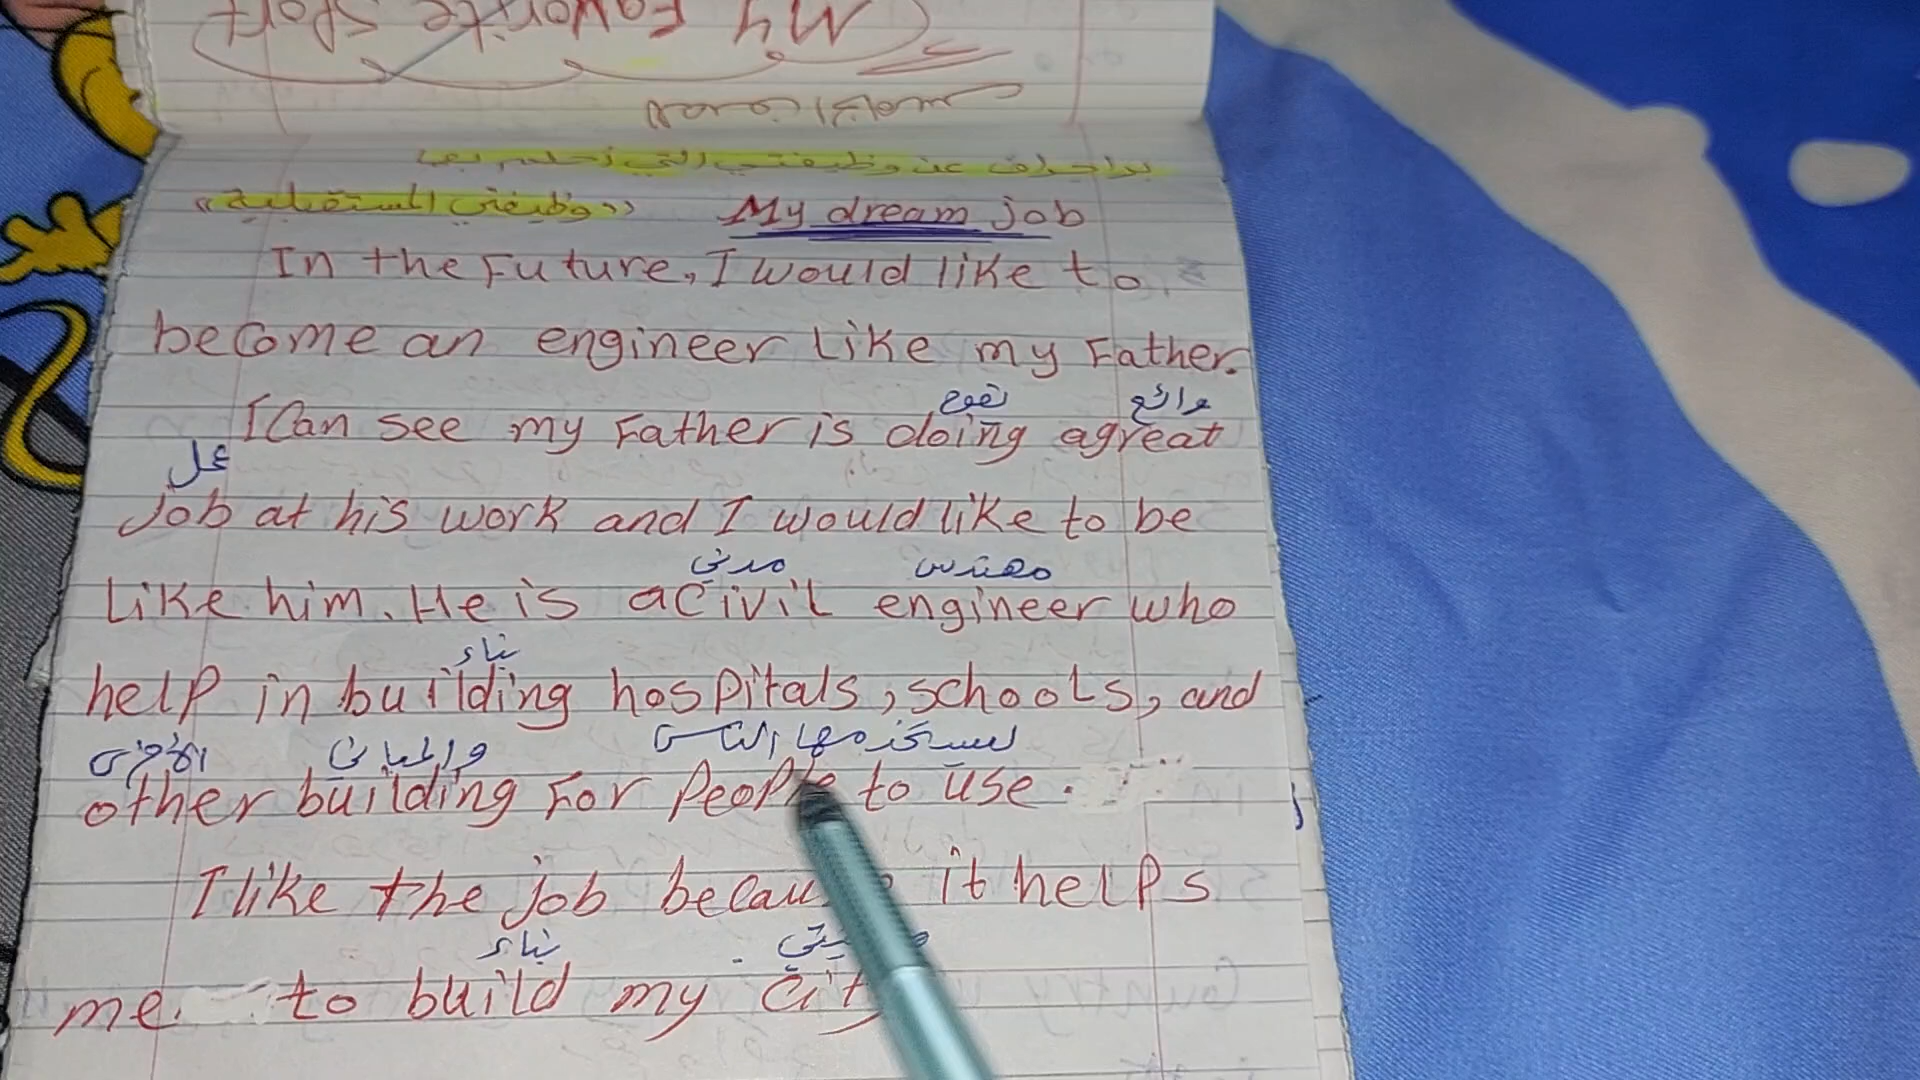 My Favorite sport
براجراف عن وظيفتي التي أحلم بها
My dream job «وظيفتي المستقبلية»
In the Future, I would like to
become an engineer like my Father.
تقوم رائع
I Can see my Father is doing a great
عمل
Job at his work and I would like to be
مدني مهندس
like him. He is a Civil engineer who
بناء
help in building hospitals, schools, and
الأخرى والمباني ليستخدمها الناس
other building For People to use.
I like the job it helps
بناء
me. to build my